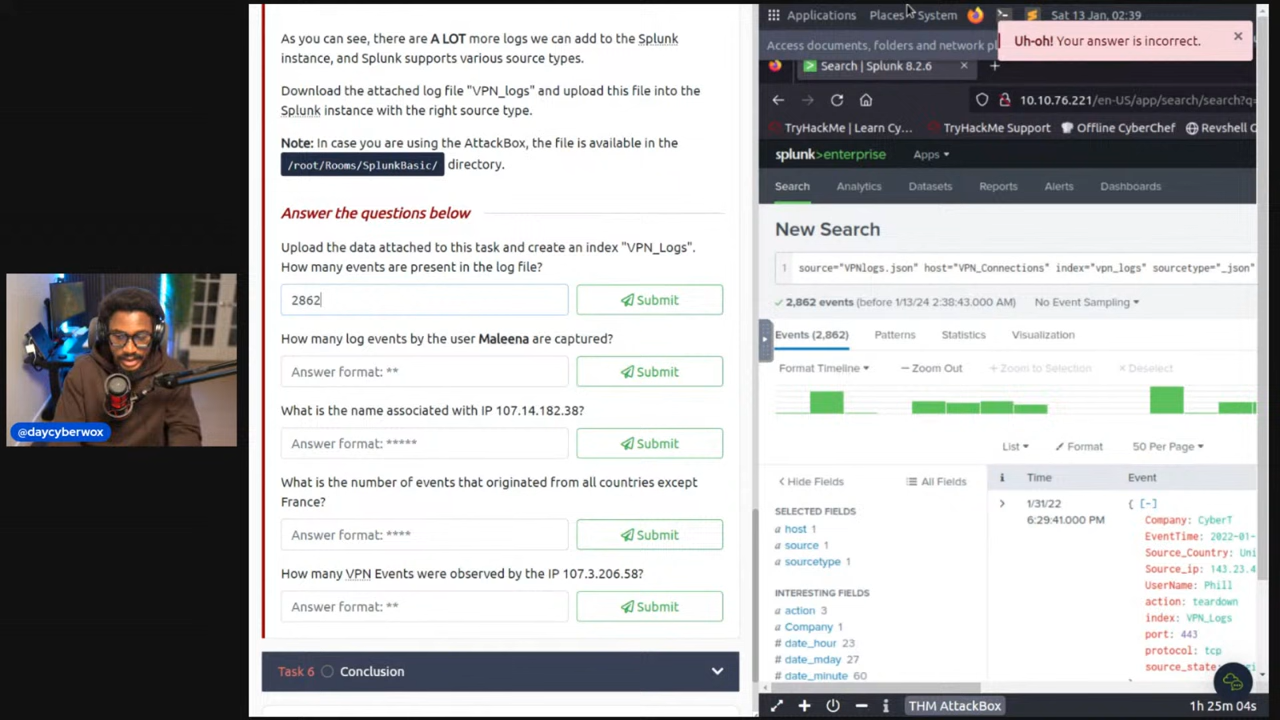 As you can see, there are A LOT more logs we can add to the Splunk
instance, and Splunk supports various source types.
Download the attached log file "VPN_logs" and upload this file into the
Splunk instance with the right source type.
Note: In case you are using the AttackBox, the file is available in the
/root/Rooms/SplunkBasic/ directory.
Answer the questions below
Upload the data attached to this task and create an index "VPN_Logs".
How many events are present in the log file?
2862
Submit
How many log events by the user Maleena are captured?
Answer format: **
Submit
What is the name associated with IP 107.14.182.38?
Answer format: *****
Submit
What is the number of events that originated from all countries except
France?
Answer format: ****
Submit
How many VPN Events were observed by the IP 107.3.206.58?
Answer format: **
Submit
Task 6 Conclusion
@daycyberwox
Applications Places System Sat 13 Jan, 02:39
Uh-oh! Your answer is incorrect.
Access documents, folders and network
Search | Splunk 8.2.6
10.10.76.221/en-US/app/search/search?q=
TryHackMe | Learn Cy... TryHackMe Support Offline CyberChef Revshell
splunk>enterprise Apps
Search Analytics Datasets Reports Alerts Dashboards
New Search
1 source="VPNlogs.json" host="VPN_Connections" index="vpn_logs" sourcetype="_json"
2,862 events (before 1/13/24 2:38:43.000 AM) No Event Sampling
Events (2,862) Patterns Statistics Visualization
Format Timeline — Zoom Out + Zoom to Selection × Deselect
List Format 50 Per Page
< Hide Fields All Fields
i Time Event
SELECTED FIELDS
a host 1
a source 1
a sourcetype 1
INTERESTING FIELDS
a action 3
a Company 1
# date_hour 23
# date_mday 27
# date_minute 60
> 1/31/22
6:29:41.000 PM
{ [-]
Company: CyberT
EventTime: 2022-01-
Source_Country: Uni
Source_ip: 143.23.4
UserName: Phill
action: teardown
index: VPN_Logs
port: 443
protocol: tcp
source_state:
THM AttackBox
1h 25m 04s